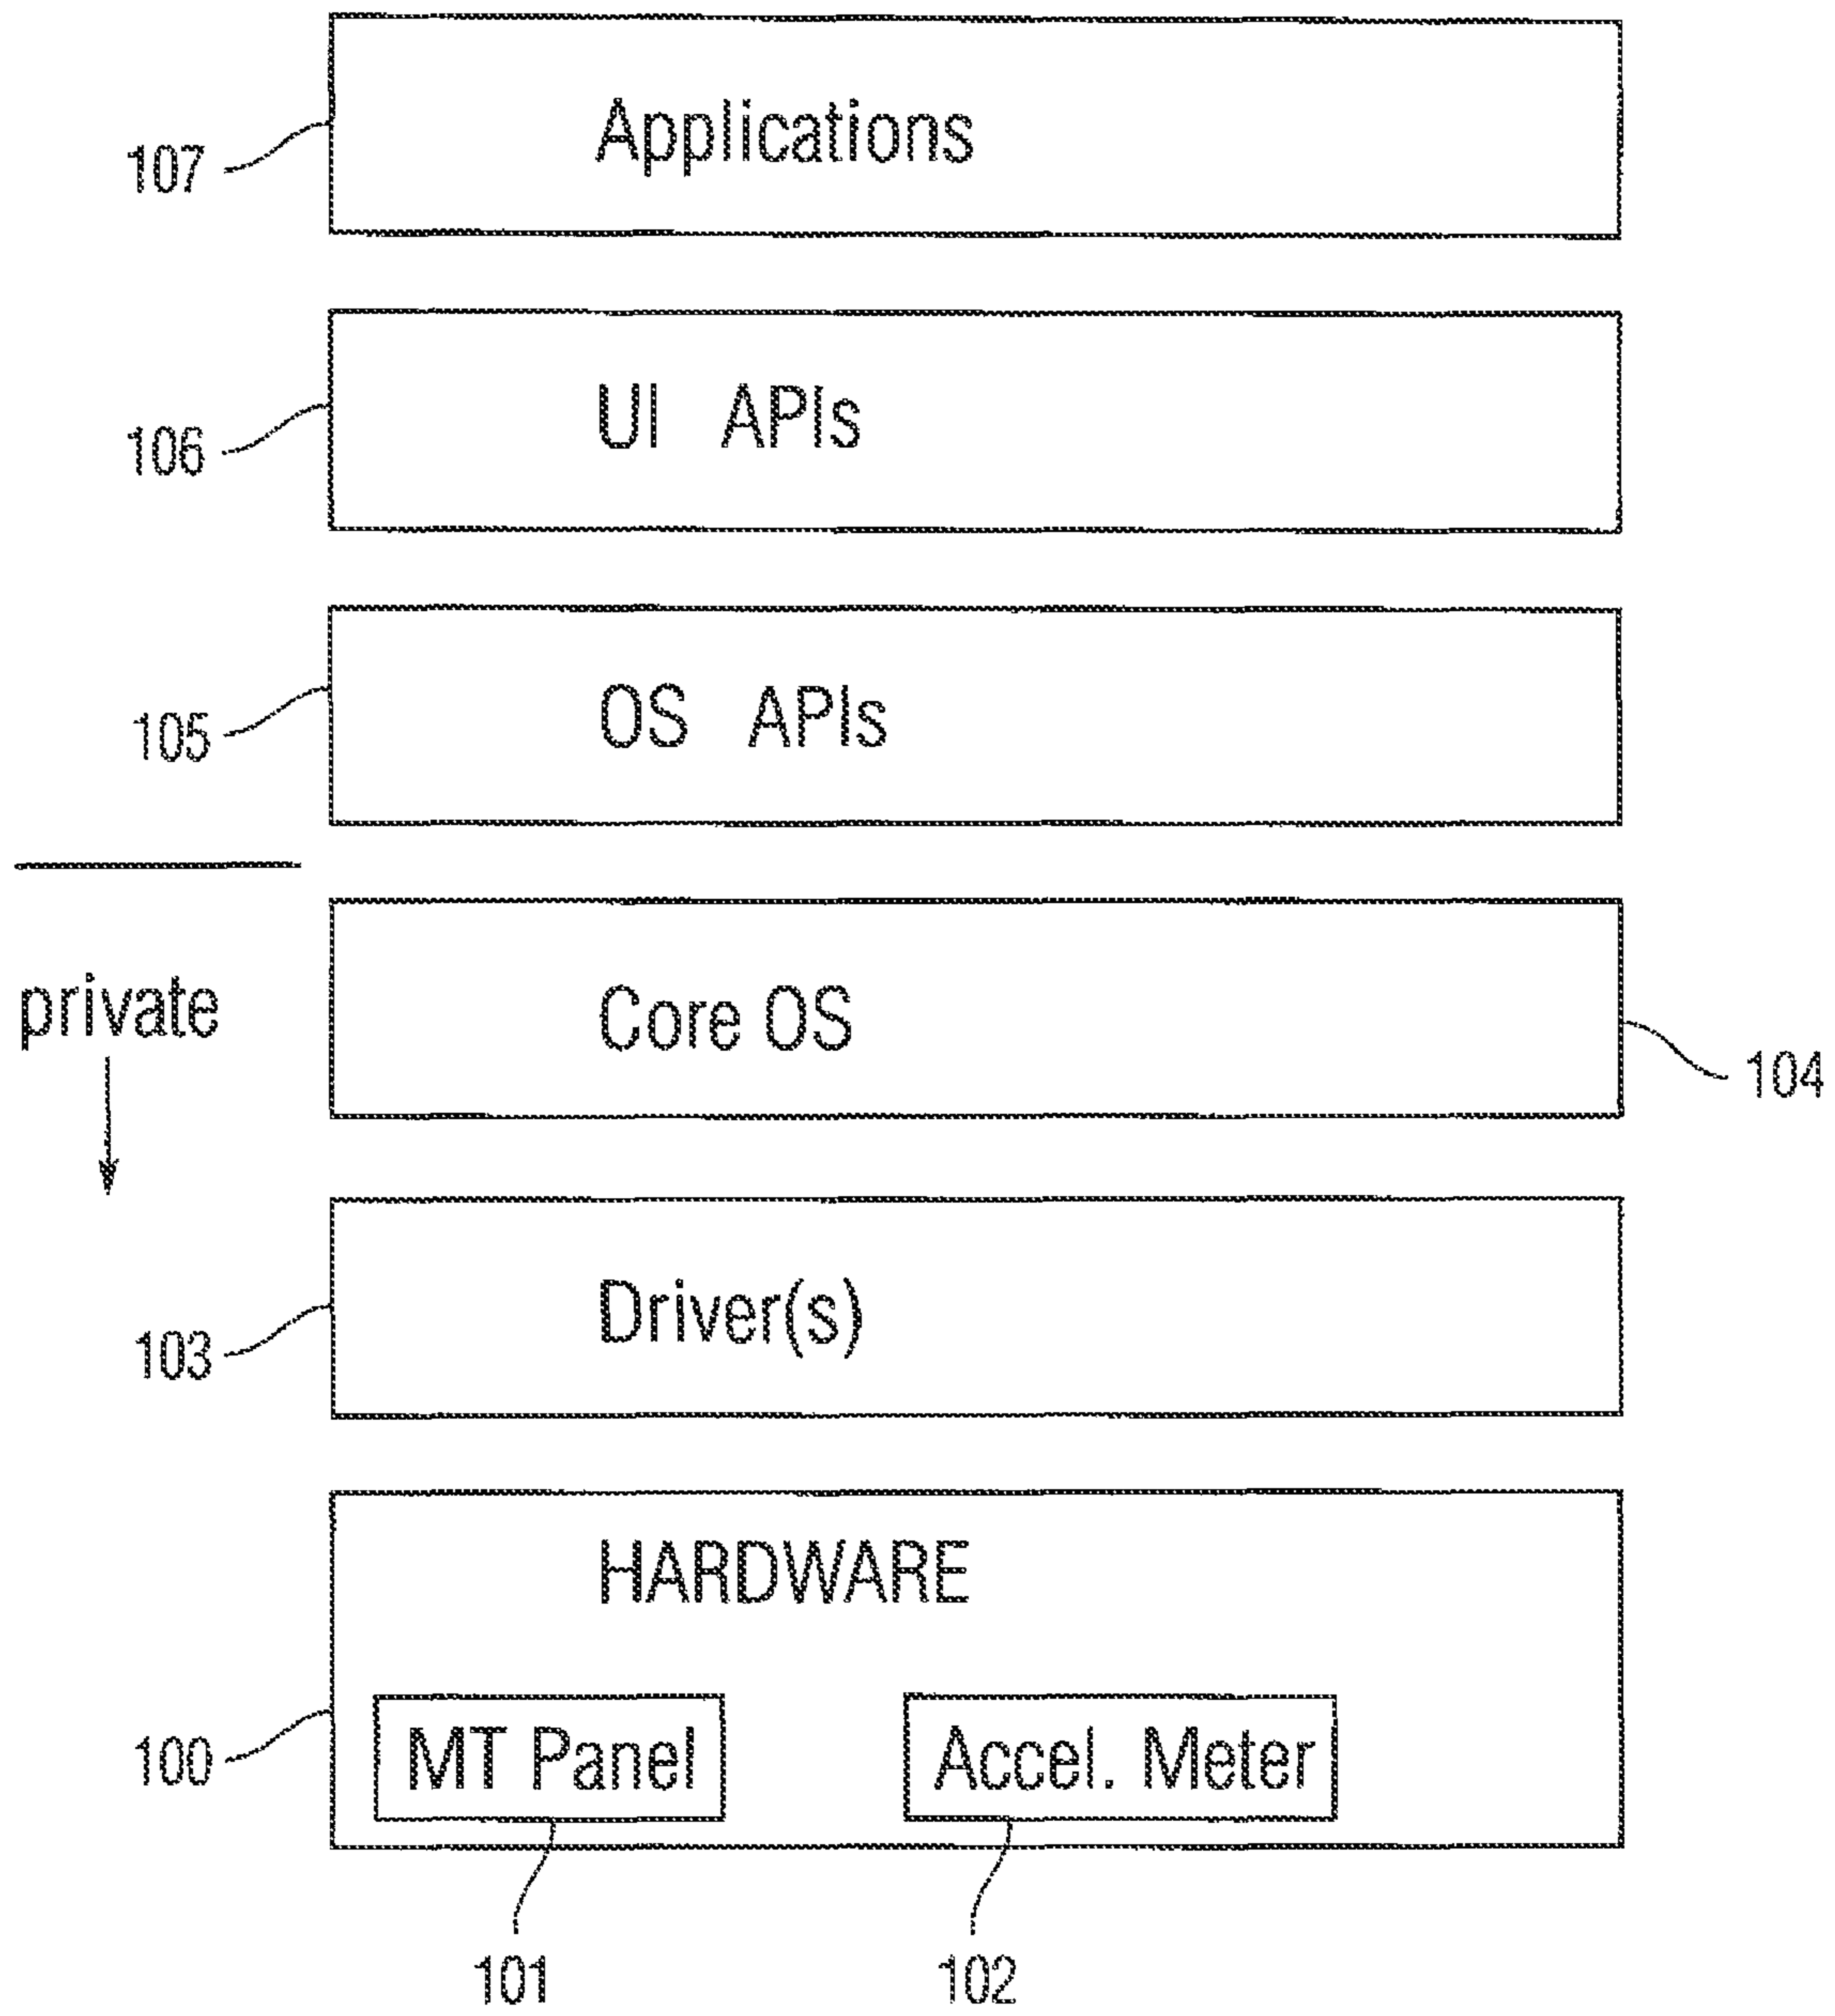 Applications
107
UI APIs
106
OS APIs
105
private
Core OS
104
Driver(s)
103
HARDWARE
100
MT Panel
Accel. Meter
101
102